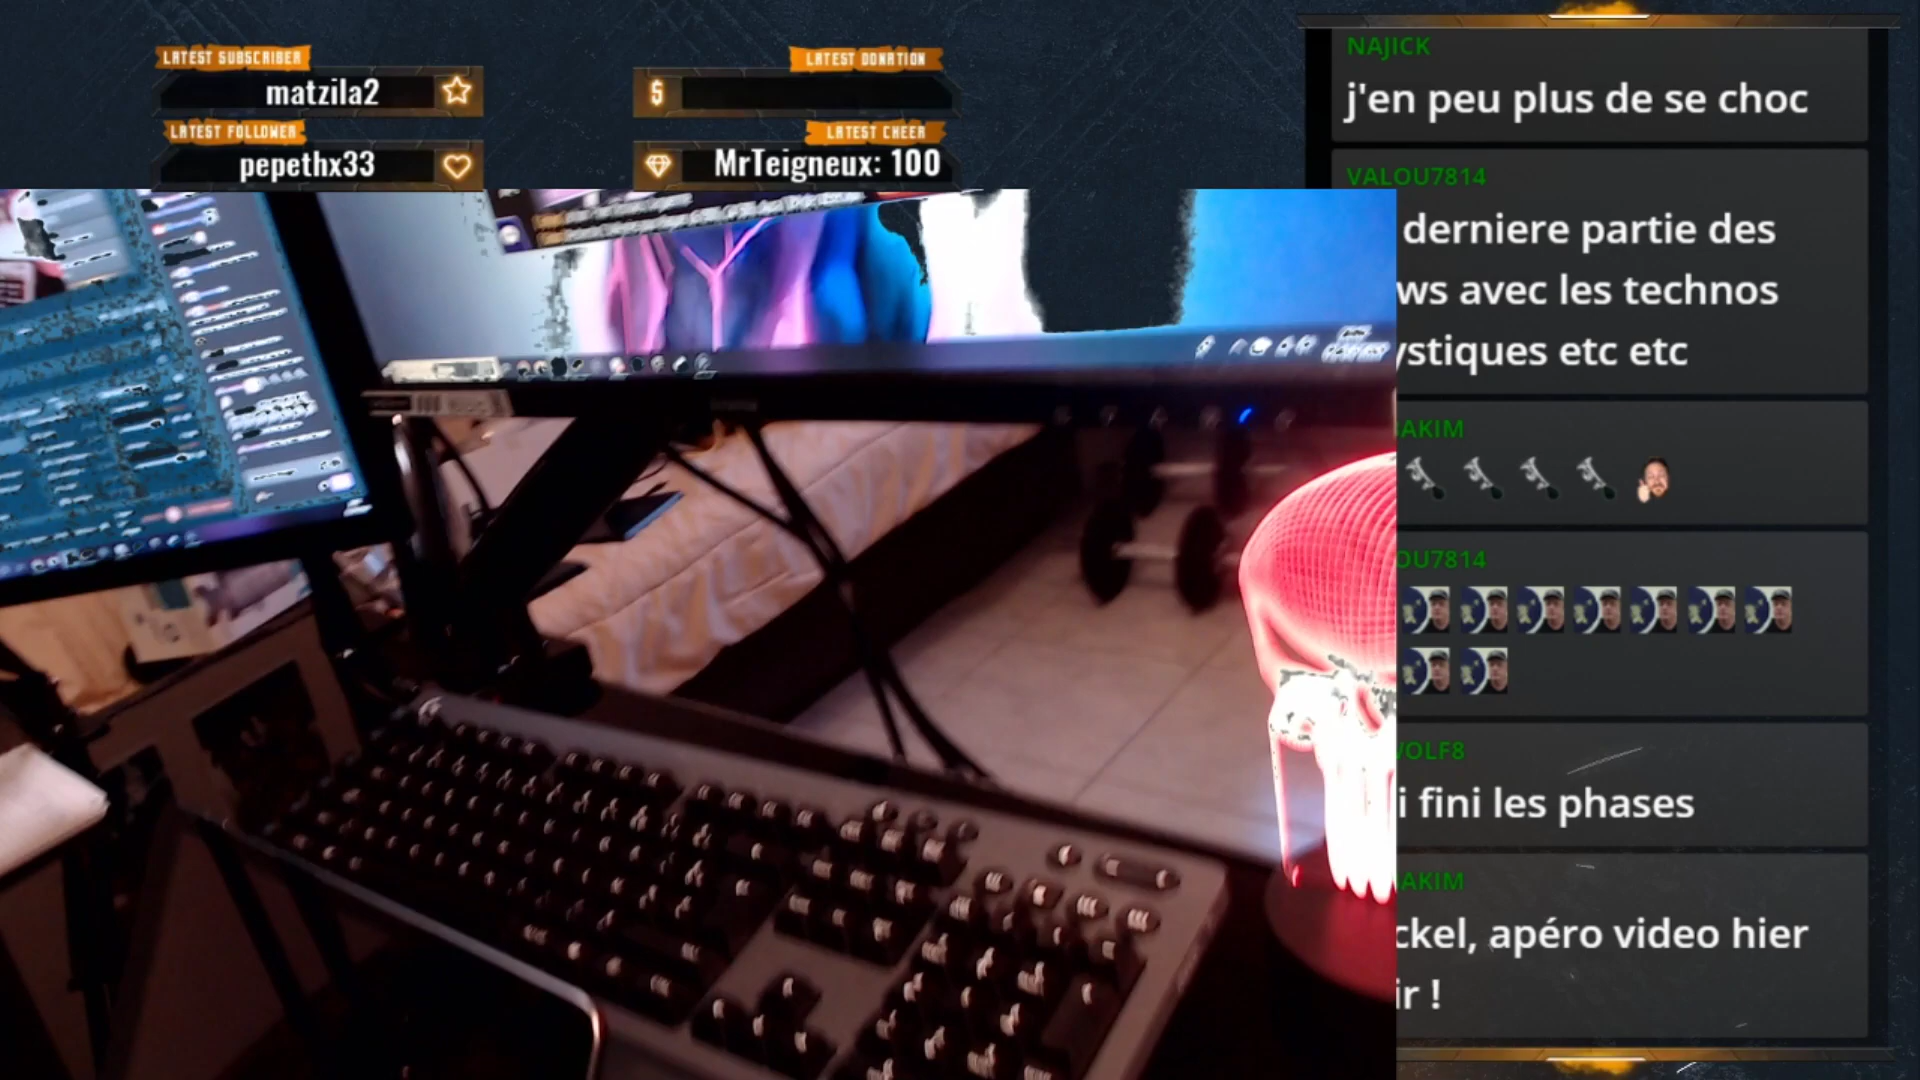 LATEST SUBSCRIBER
matzila2
LATEST DONATION
$
LATEST FOLLOWER
pepethx33
LATEST CHEER
MrTeigneux: 100
NAJICK
j'en peu plus de se choc
VALOU7814
derniere partie des
ws avec les technos
ystiques etc etc
AKIM
OU7814
WOLF8
i fini les phases
AKIM
ckel, apéro video hier
ir !